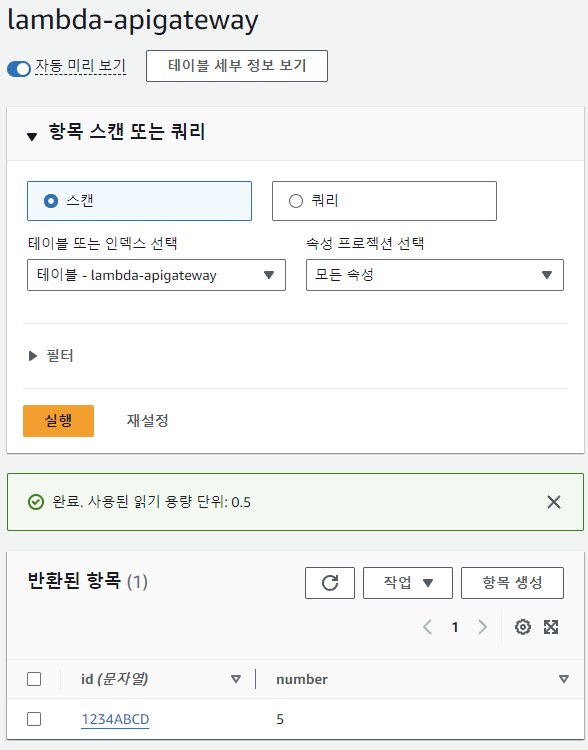 lambda-apigateway
자동 미리 보기 테이블 세부 정보 보기
항목 스캔 또는 쿼리
스캔 쿼리
테이블 또는 인덱스 선택 속성 프로젝션 선택
테이블 - lambda-apigateway 모든 속성
필터
실행 재설정
완료. 사용된 읽기 용량 단위: 0.5
반환된 항목 (1) 작업 항목 생성
1
id (문자열) number
1234ABCD 5